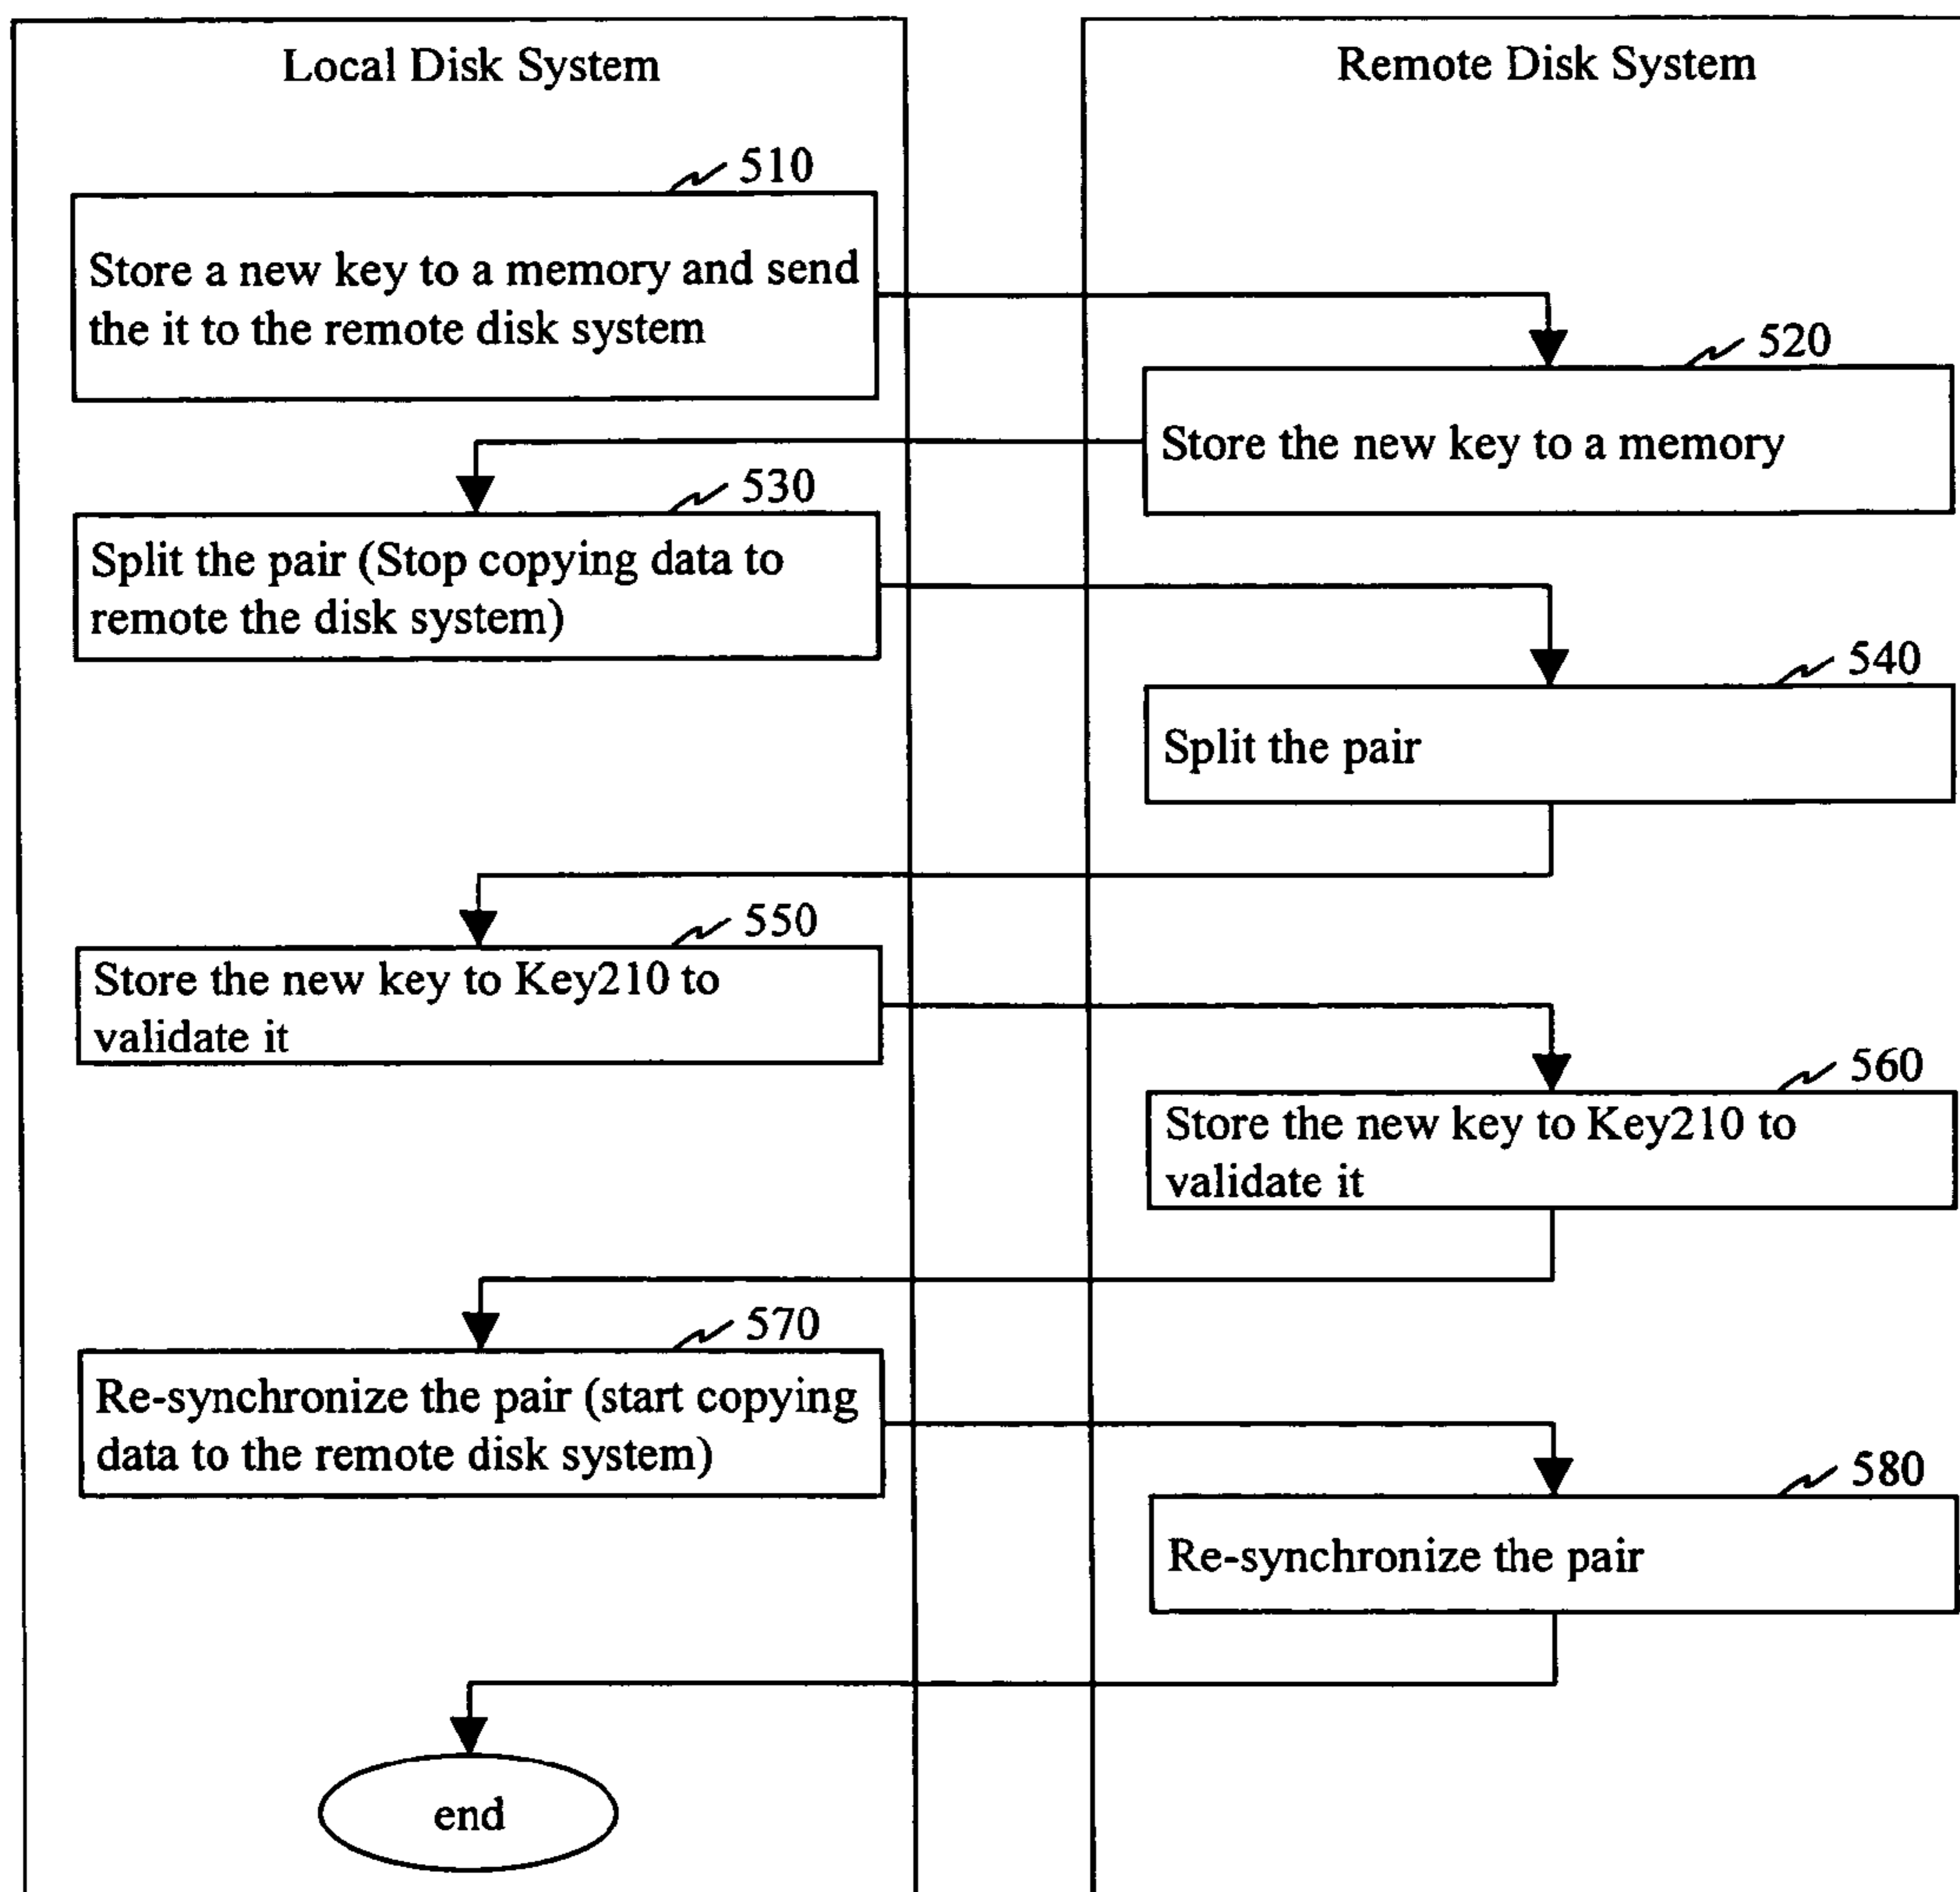 Local Disk System
Remote Disk System
510
Store a new key to a memory and send
the it to the remote disk system
520
Store the new key to a memory
530
Split the pair (Stop copying data to
remote the disk system)
540
Split the pair
550
Store the new key to Key210 to
validate it
560
Store the new key to Key210 to
validate it
570
Re-synchronize the pair (start copying
data to the remote disk system)
580
Re-synchronize the pair
end